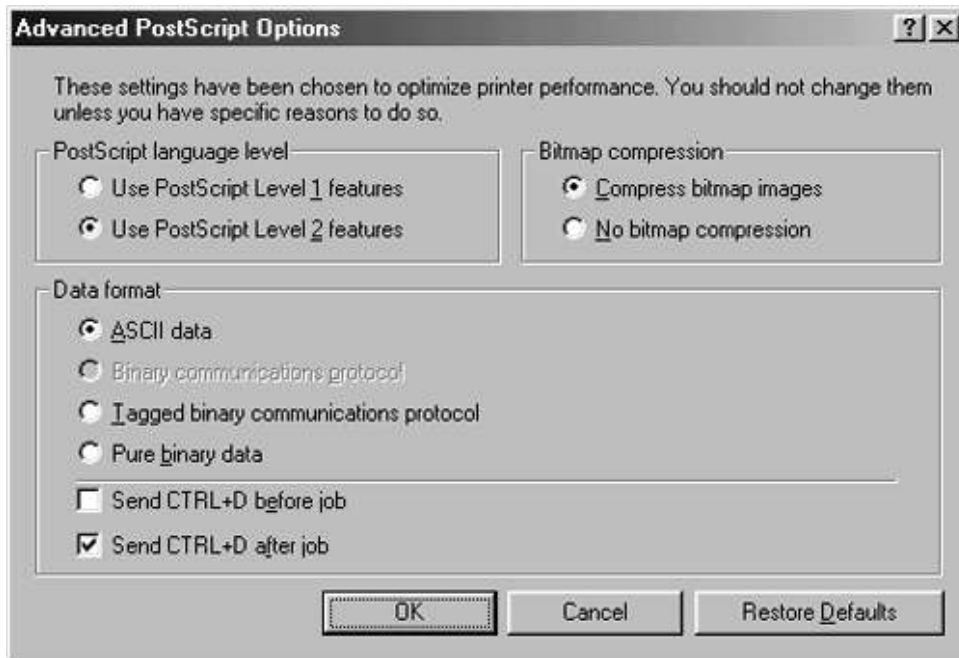 Advanced PostScript Options
These settings have been chosen to optimize printer performance. You should not change them
unless you have specific reasons to do so.
PostScript language level
Use PostScript Level 1 features
Use PostScript Level 2 features
Bitmap compression
Compress bitmap images
No bitmap compression
Data format
ASCII data
Binary communications protocol
Tagged binary communications protocol
Pure binary data
Send CTRL+D before job
Send CTRL+D after job
OK
Cancel
Restore Defaults